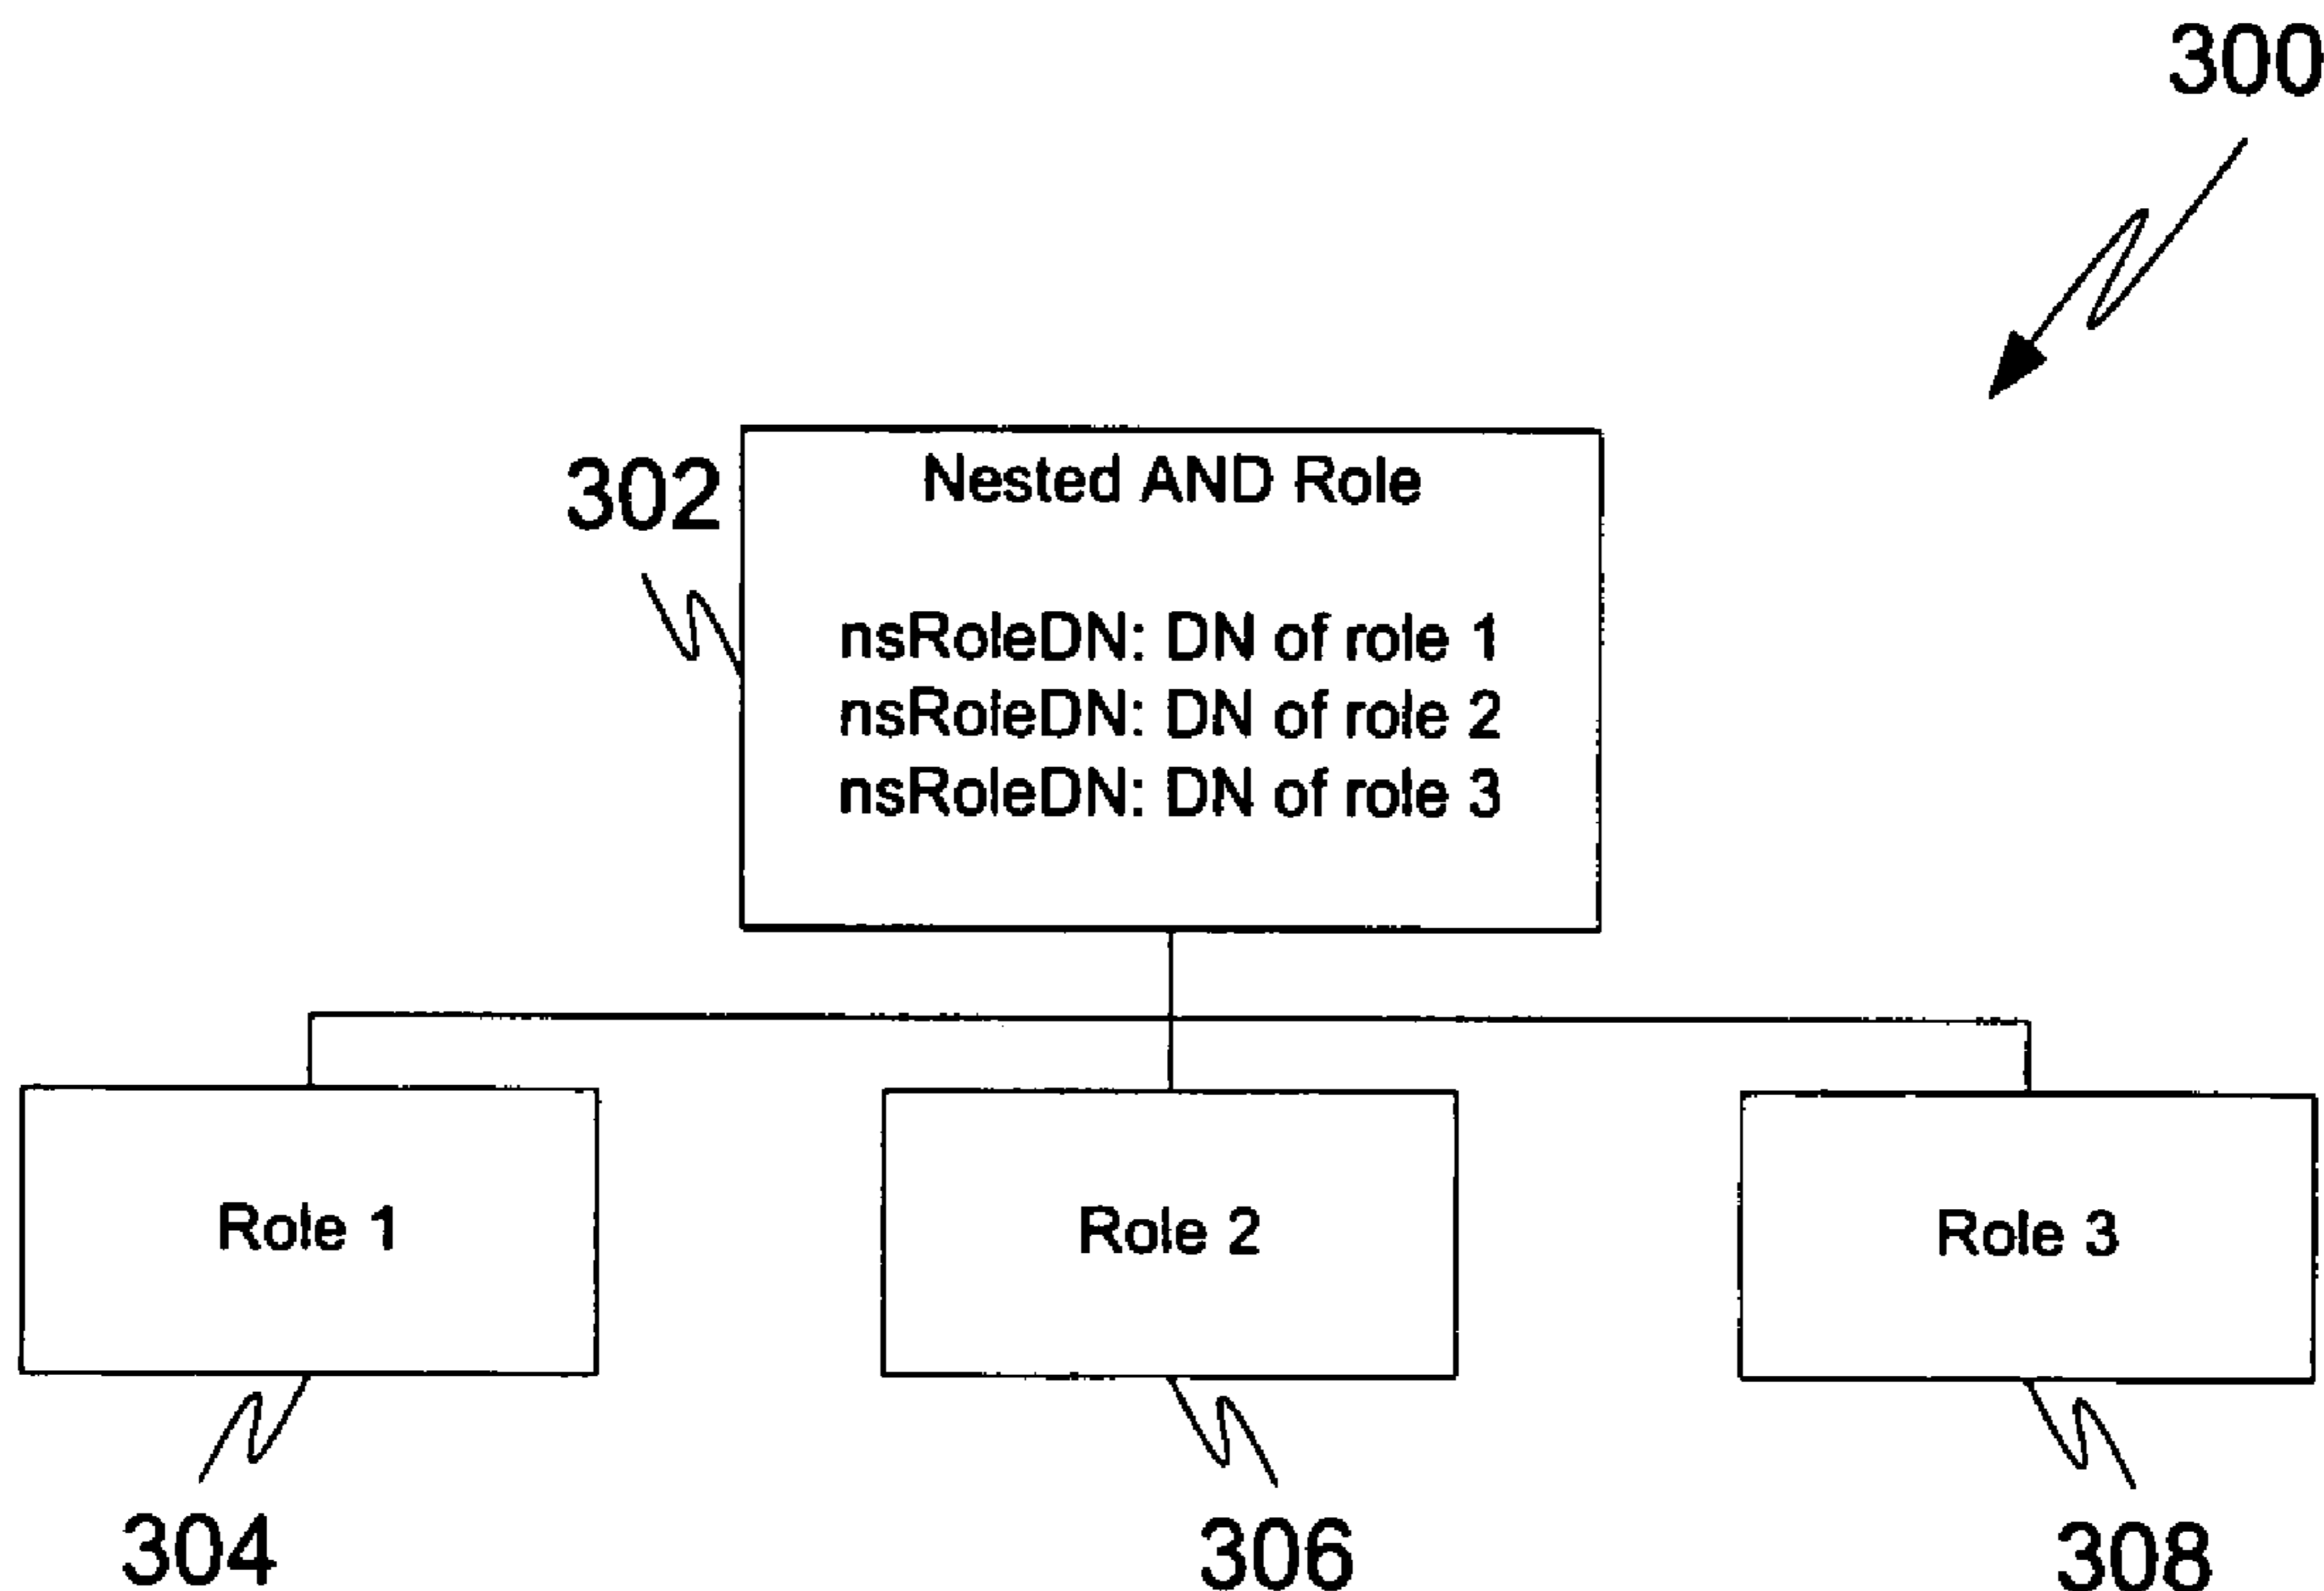 300
302
Nested AND Role
nsRoleDN: DN of role 1
nsRoleDN: DN of role 2
nsRoleDN: DN of role 3
Role 1
Role 2
Role 3
304
306
308